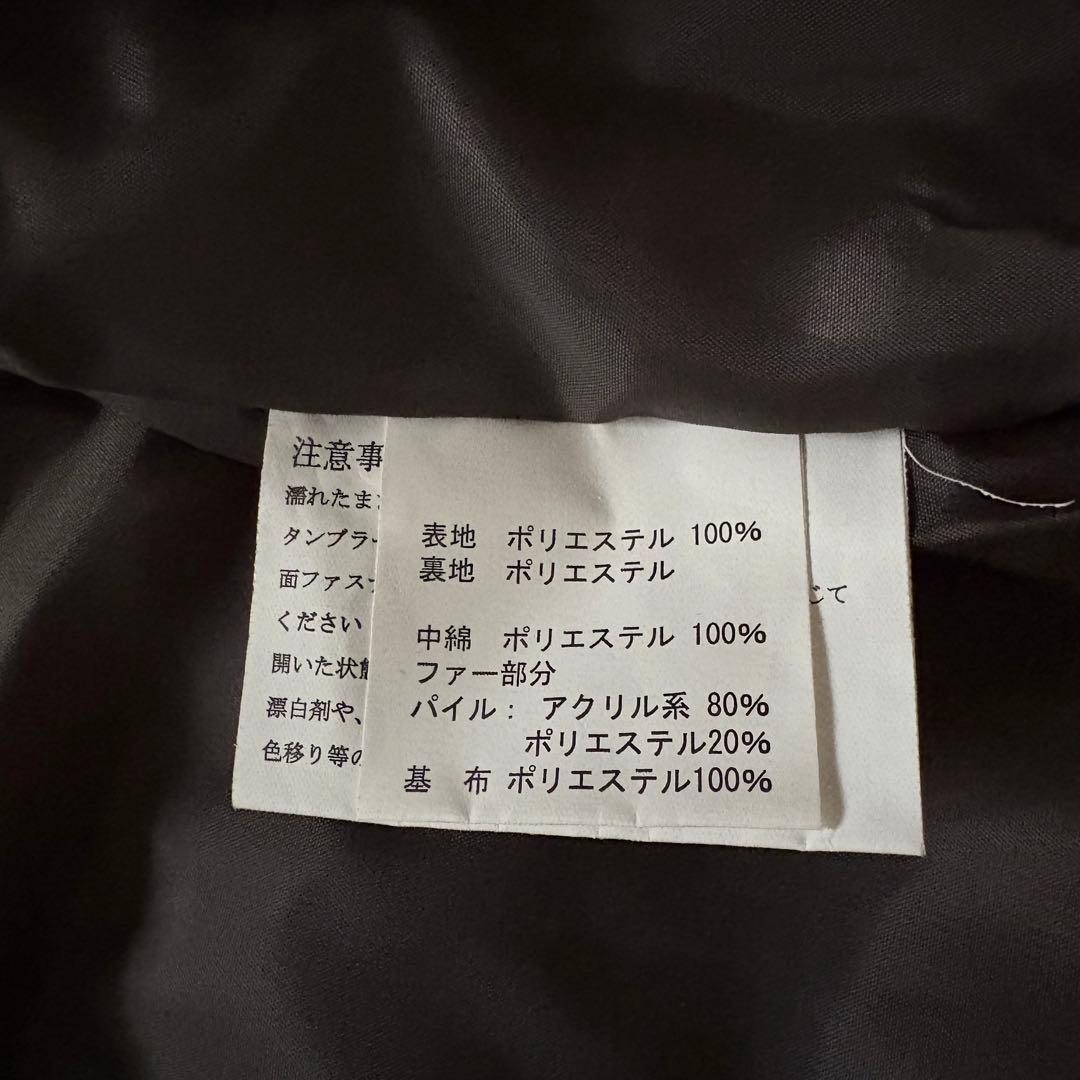 表地 ポリエステル 100%
裏地 ポリエステル
中綿 ポリエステル 100%
ファー部分
パイル： アクリル系 80%
ポリエステル20%
基 布 ポリエステル100%
注意事
濡れたま
タンブラー
面ファス
ください
開いた状態
漂白剤や、
色移り等の
じて